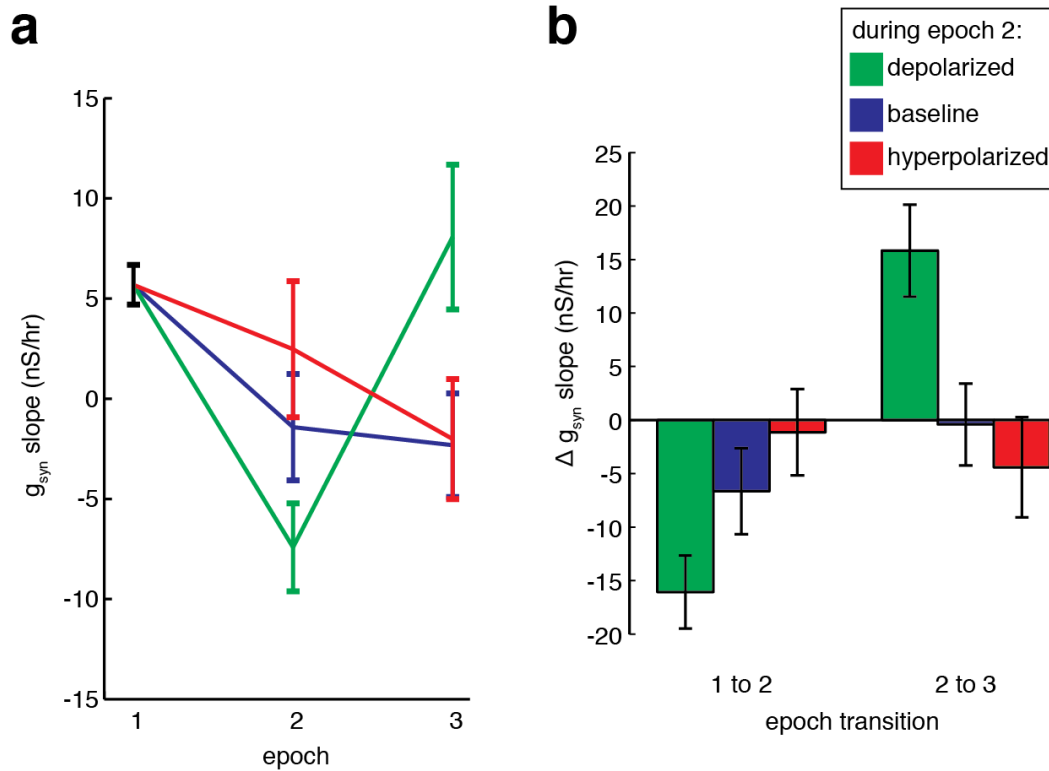 a
15
10
5
0
-5
-10
-15
g_syn slope (nS/hr)
1 2 3
epoch
b
during epoch 2:
depolarized
baseline
hyperpolarized
25
20
15
10
5
0
-5
-10
-15
-20
Δ g_syn slope (nS/hr)
1 to 2 2 to 3
epoch transition